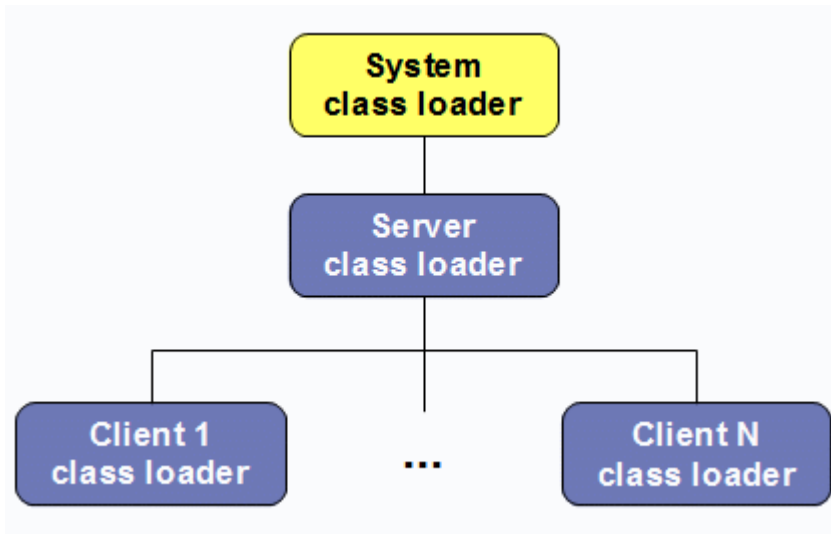 System
class loader
Server
class loader
Client 1
class loader
...
Client N
class loader